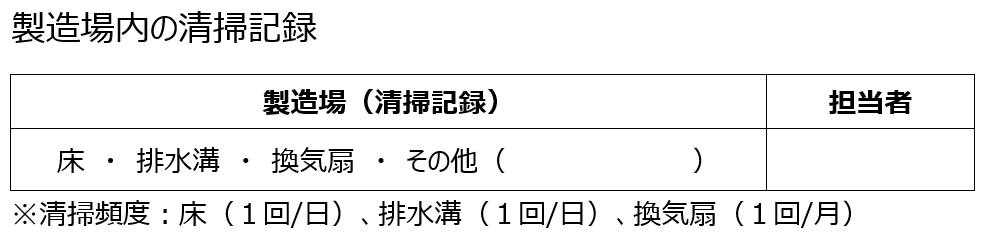 製造場内の清掃記録
製造場（清掃記録） 担当者
床 ・ 排水溝 ・ 換気扇 ・ その他（ ）
※清掃頻度：床（１回/日）、排水溝（１回/日）、換気扇（１回/月）